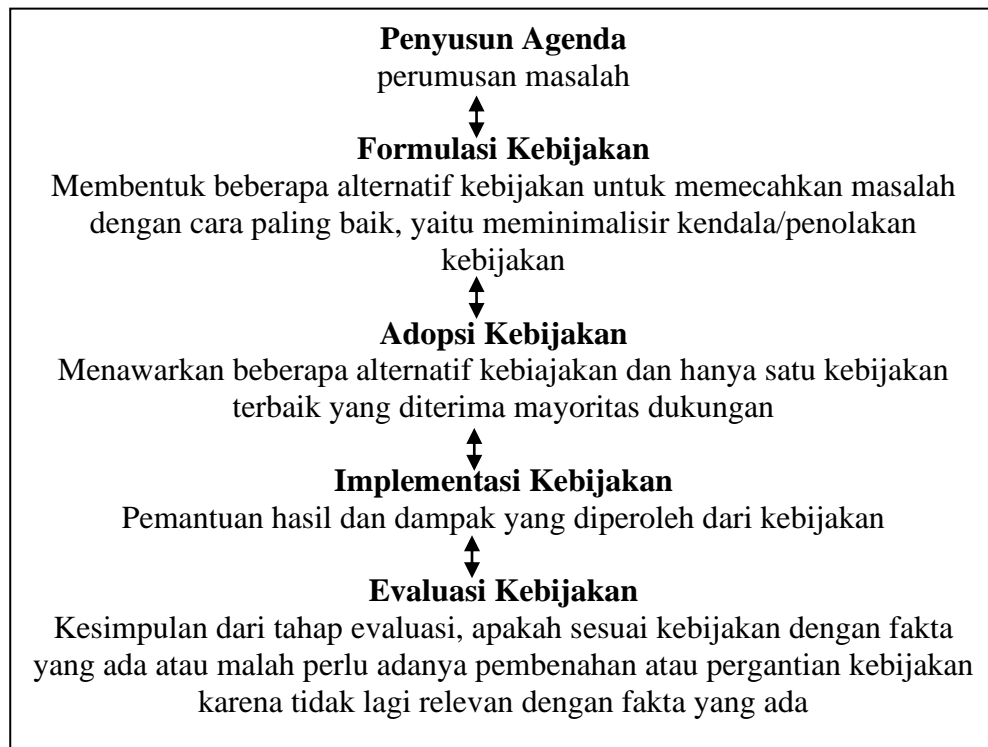 Penyusun Agenda
perumusan masalah
Formulasi Kebijakan
Membentuk beberapa alternatif kebijakan untuk memecahkan masalah
dengan cara paling baik, yaitu meminimalisir kendala/penolakan
kebijakan
Adopsi Kebijakan
Menawarkan beberapa alternatif kebiajakan dan hanya satu kebijakan
terbaik yang diterima mayoritas dukungan
Implementasi Kebijakan
Pemantuan hasil dan dampak yang diperoleh dari kebijakan
Evaluasi Kebijakan
Kesimpulan dari tahap evaluasi, apakah sesuai kebijakan dengan fakta
yang ada atau malah perlu adanya pembenahan atau pergantian kebijakan
karena tidak lagi relevan dengan fakta yang ada